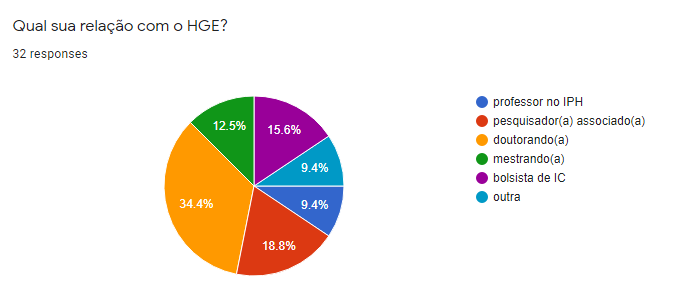 Qual sua relação com o HGE?
32 responses
professor no IPH
pesquisador(a) associado(a)
doutorando(a)
mestrando(a)
bolsista de IC
outra
12.5%
15.6%
9.4%
34.4%
9.4%
18.8%